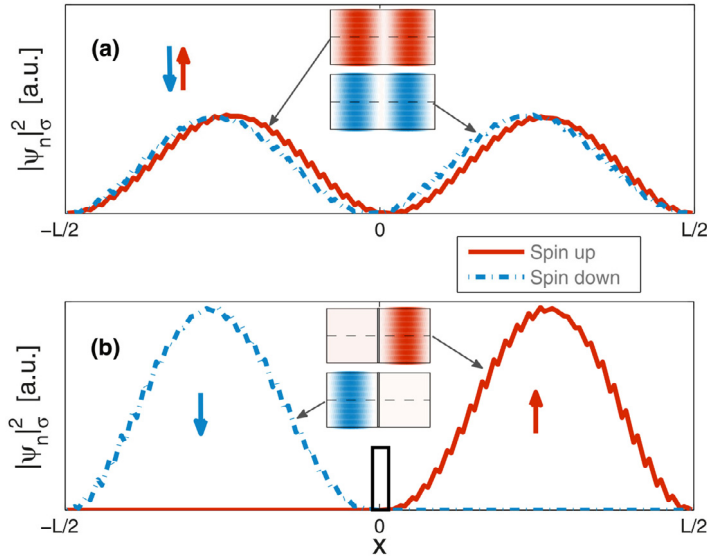 (a)
|Ψn|²σ [a.u.]
-L/2 0 L/2
Spin up
Spin down
(b)
|Ψn|²σ [a.u.]
-L/2 0 L/2
X